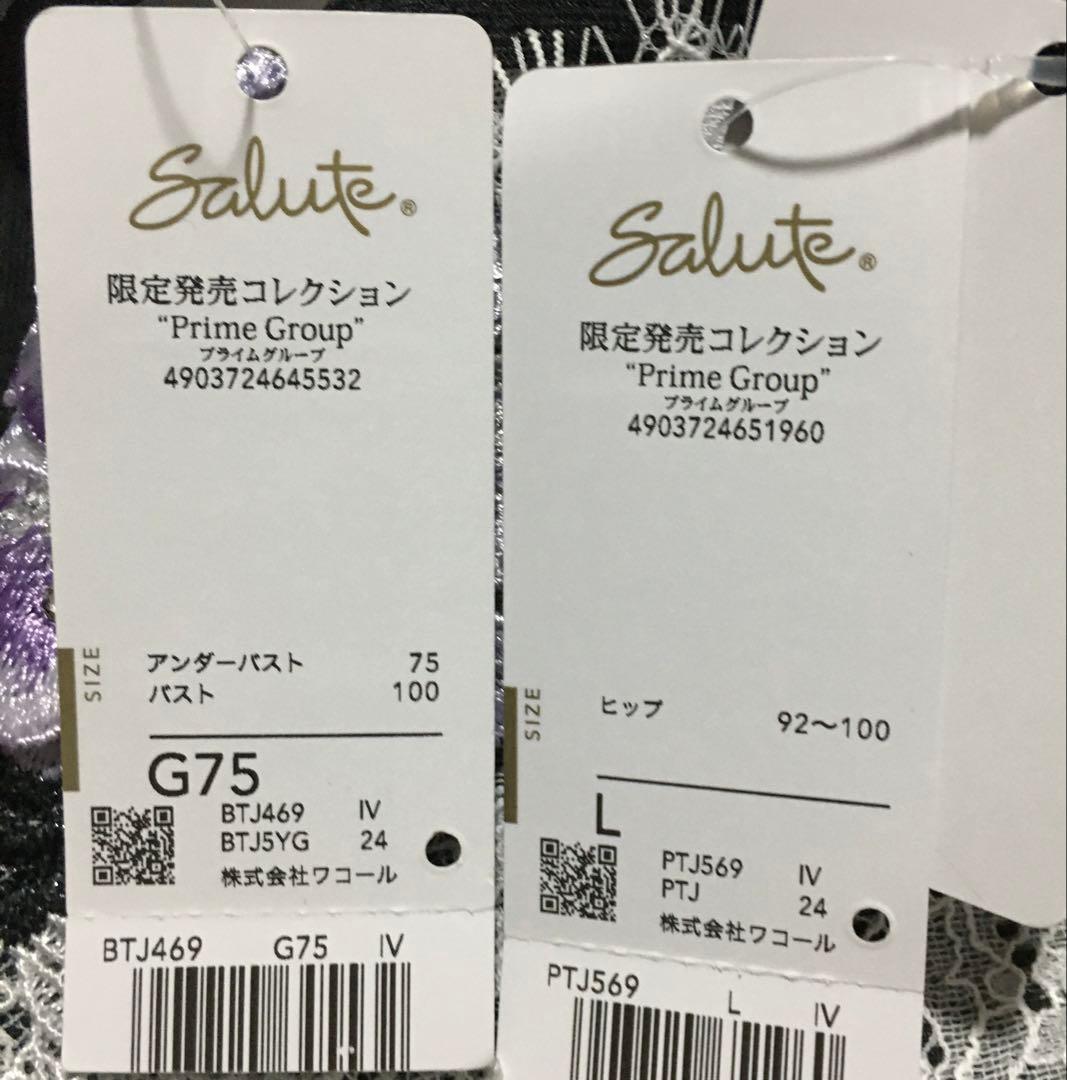 Salute®
限定発売コレクション
“Prime Group”
プライムグループ
4903724645532
SIZE
アンダーバスト 75
バスト 100
G75
BTJ469 IV
BTJ5YG 24
株式会社ワコール
BTJ469 G75 IV
Salute®
限定発売コレクション
“Prime Group”
プライムグループ
4903724651960
SIZE
ヒップ 92〜100
L
PTJ569 IV
PTJ 24
株式会社ワコール
PTJ569 L IV